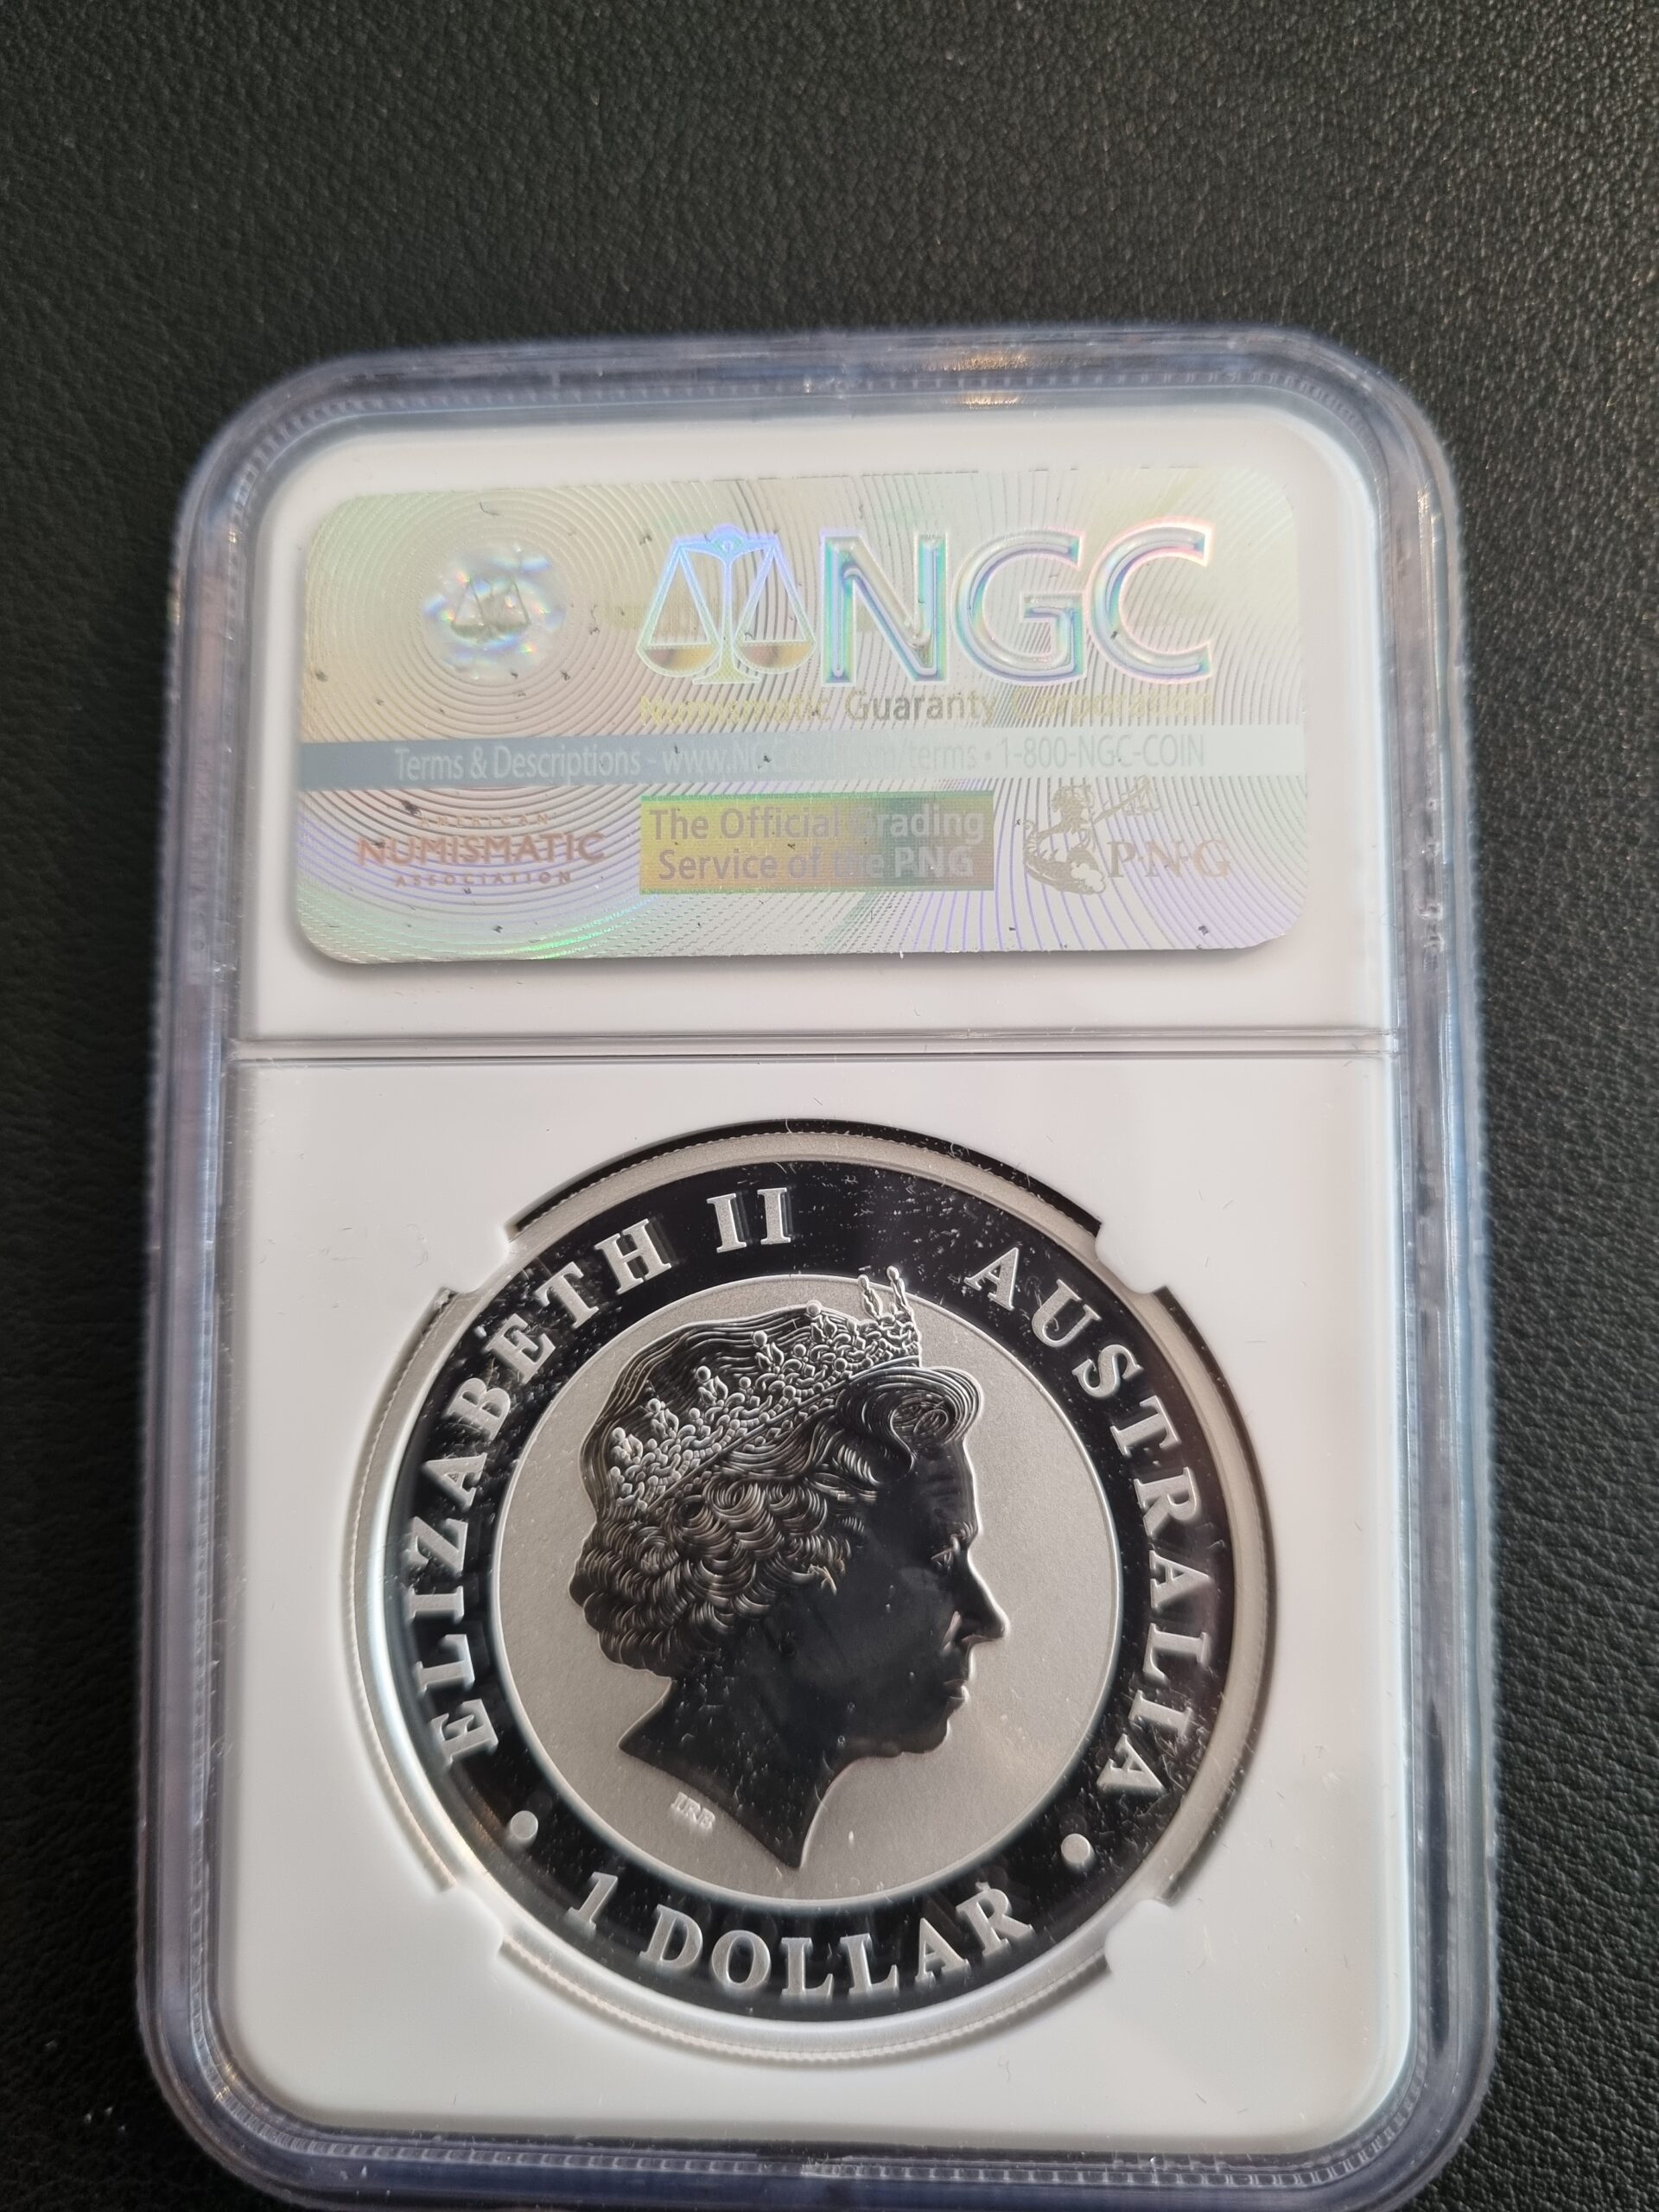 NGC
Numismatic Guaranty Corporation
Terms & Descriptions - www.NGCcoin.com/terms • 1-800-NGC-COIN
AMERICAN
NUMISMATIC
ASSOCIATION
The Official Grading
Service of the PNG
PNG
ELIZABETH II AUSTRALIA
• 1 DOLLAR •
IRB